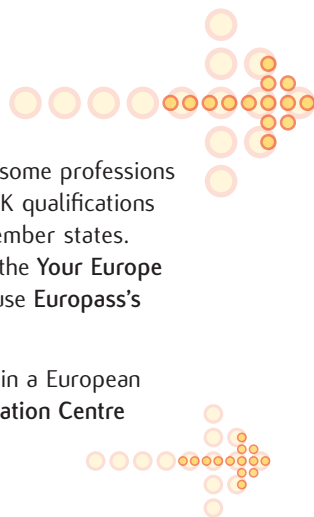 some professions
K qualifications
ember states.
the Your Europe
use Europass's
in a European
ation Centre